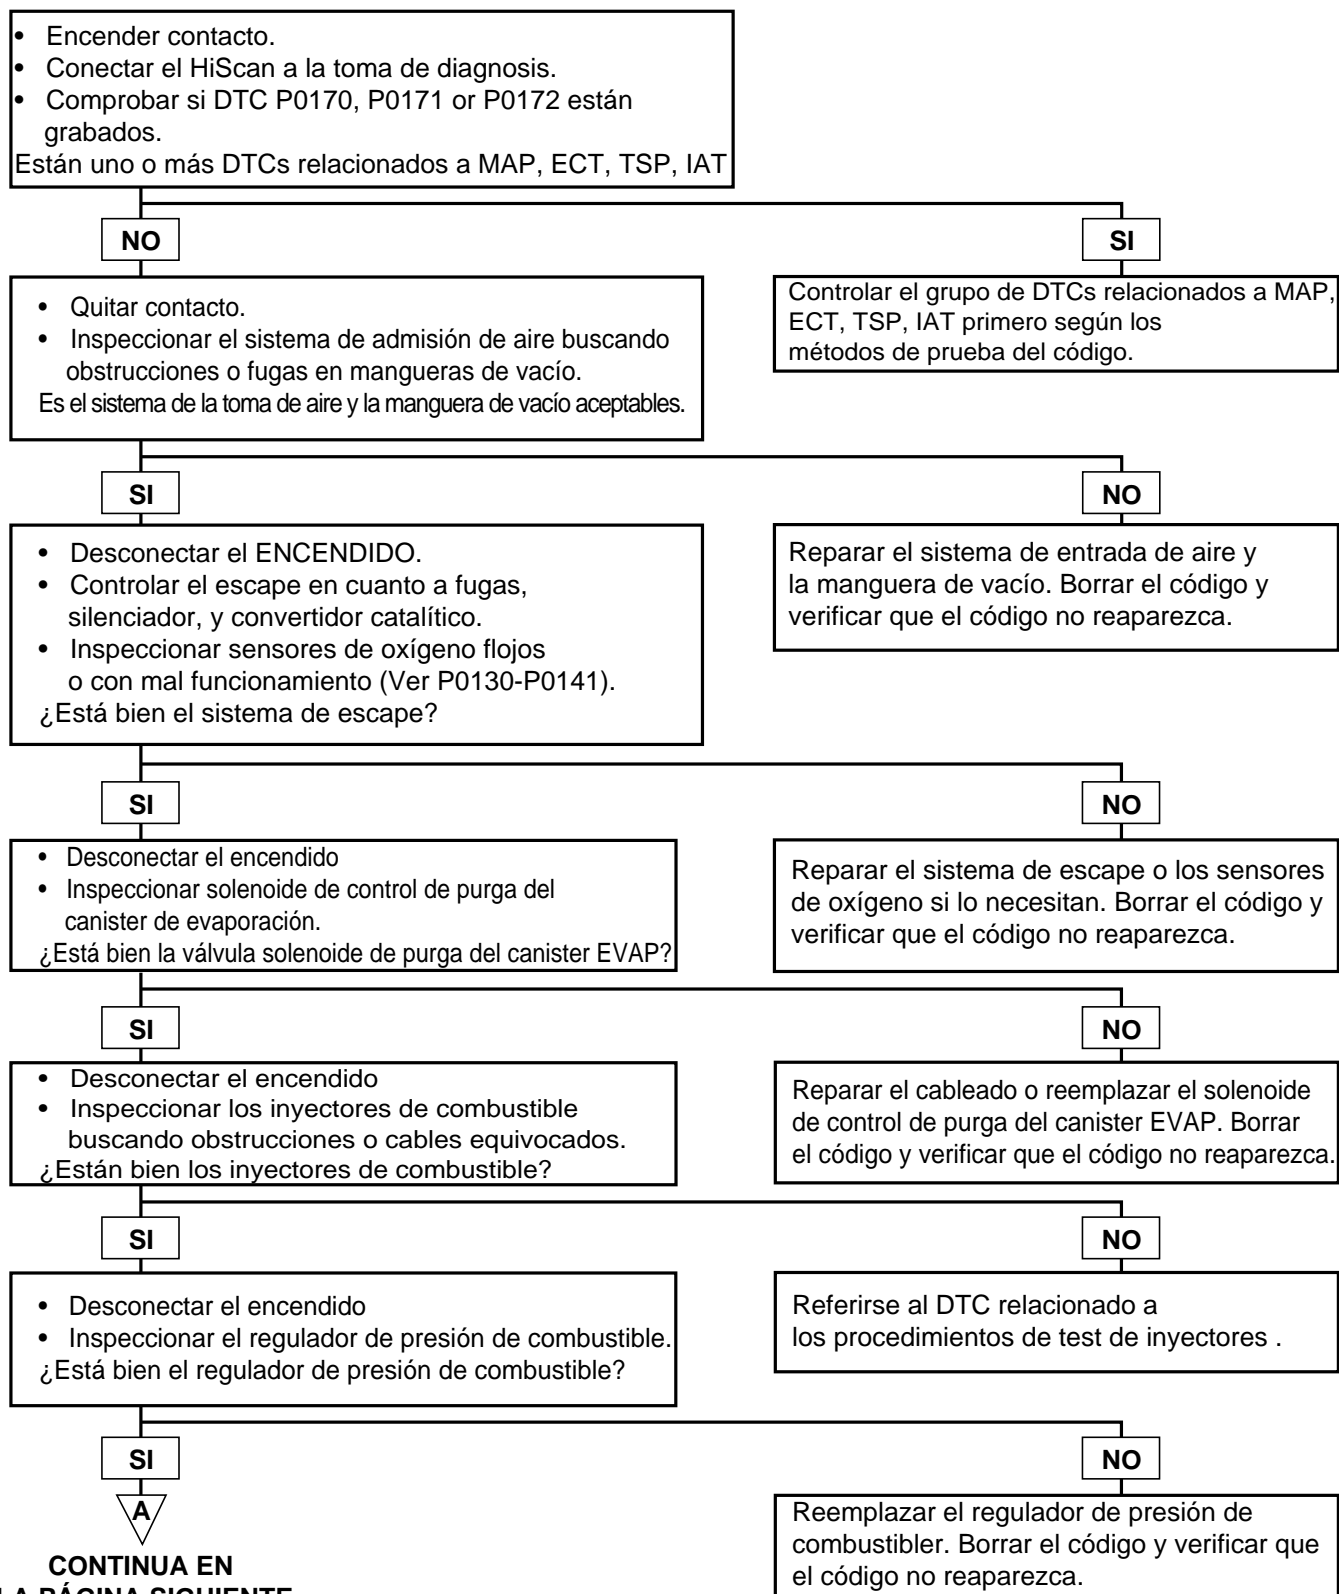 • Encender contacto.
• Conectar el HiScan a la toma de diagnosis.
• Comprobar si DTC P0170, P0171 or P0172 están
grabados.
Están uno o más DTCs relacionados a MAP, ECT, TSP, IAT
NO
SI
• Quitar contacto.
• Inspeccionar el sistema de admisión de aire buscando
obstrucciones o fugas en mangueras de vacío.
Es el sistema de la toma de aire y la manguera de vacío aceptables.
Controlar el grupo de DTCs relacionados a MAP,
ECT, TSP, IAT primero según los
métodos de prueba del código.
SI
NO
• Desconectar el ENCENDIDO.
• Controlar el escape en cuanto a fugas,
silenciador, y convertidor catalítico.
• Inspeccionar sensores de oxígeno flojos
o con mal funcionamiento (Ver P0130-P0141).
¿Está bien el sistema de escape?
Reparar el sistema de entrada de aire y
la manguera de vacío. Borrar el código y
verificar que el código no reaparezca.
SI
NO
• Desconectar el encendido
• Inspeccionar solenoide de control de purga del
canister de evaporación.
¿Está bien la válvula solenoide de purga del canister EVAP?
Reparar el sistema de escape o los sensores
de oxígeno si lo necesitan. Borrar el código y
verificar que el código no reaparezca.
SI
NO
• Desconectar el encendido
• Inspeccionar los inyectores de combustible
buscando obstrucciones o cables equivocados.
¿Están bien los inyectores de combustible?
Reparar el cableado o reemplazar el solenoide
de control de purga del canister EVAP. Borrar
el código y verificar que el código no reaparezca.
SI
NO
• Desconectar el encendido
• Inspeccionar el regulador de presión de combustible.
¿Está bien el regulador de presión de combustible?
Referirse al DTC relacionado a
los procedimientos de test de inyectores .
SI
NO
A
CONTINUA EN
LA PÁGINA SIGUIENTE
Reemplazar el regulador de presión de
combustibler. Borrar el código y verificar que
el código no reaparezca.